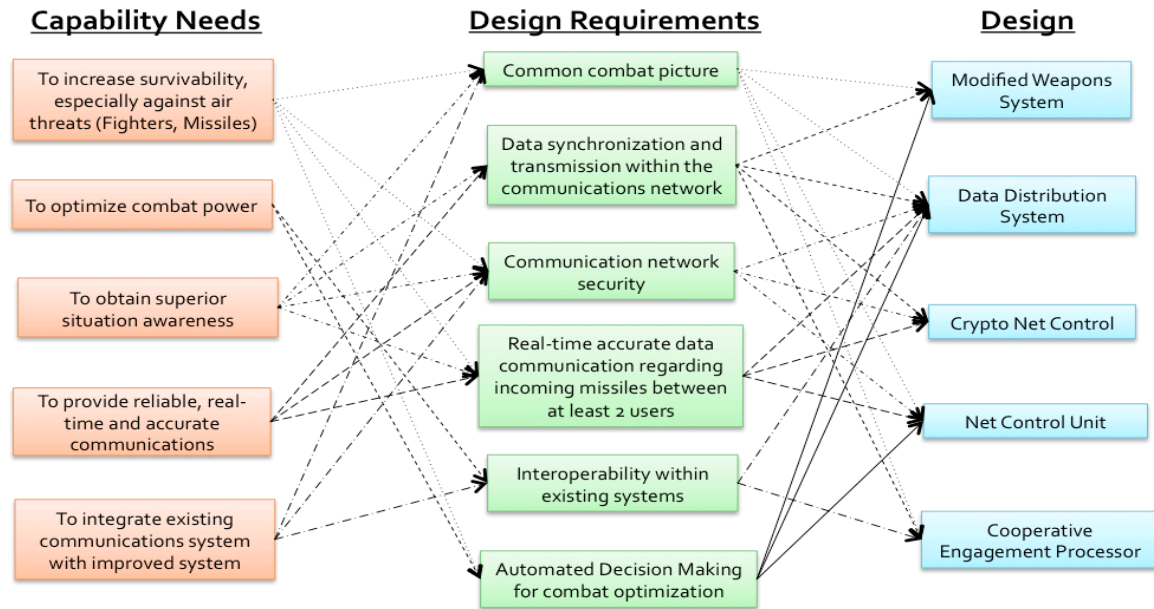 Capability Needs
Design Requirements
Design
To increase survivability,
especially against air
threats (Fighters, Missiles)
To optimize combat power
To obtain superior
situation awareness
To provide reliable, real-
time and accurate
communications
To integrate existing
communications system
with improved system
Common combat picture
Data synchronization and
transmission within the
communications network
Communication network
security
Real-time accurate data
communication regarding
incoming missiles between
at least 2 users
Interoperability within
existing systems
Automated Decision Making
for combat optimization
Modified Weapons
System
Data Distribution
System
Crypto Net Control
Net Control Unit
Cooperative
Engagement Processor